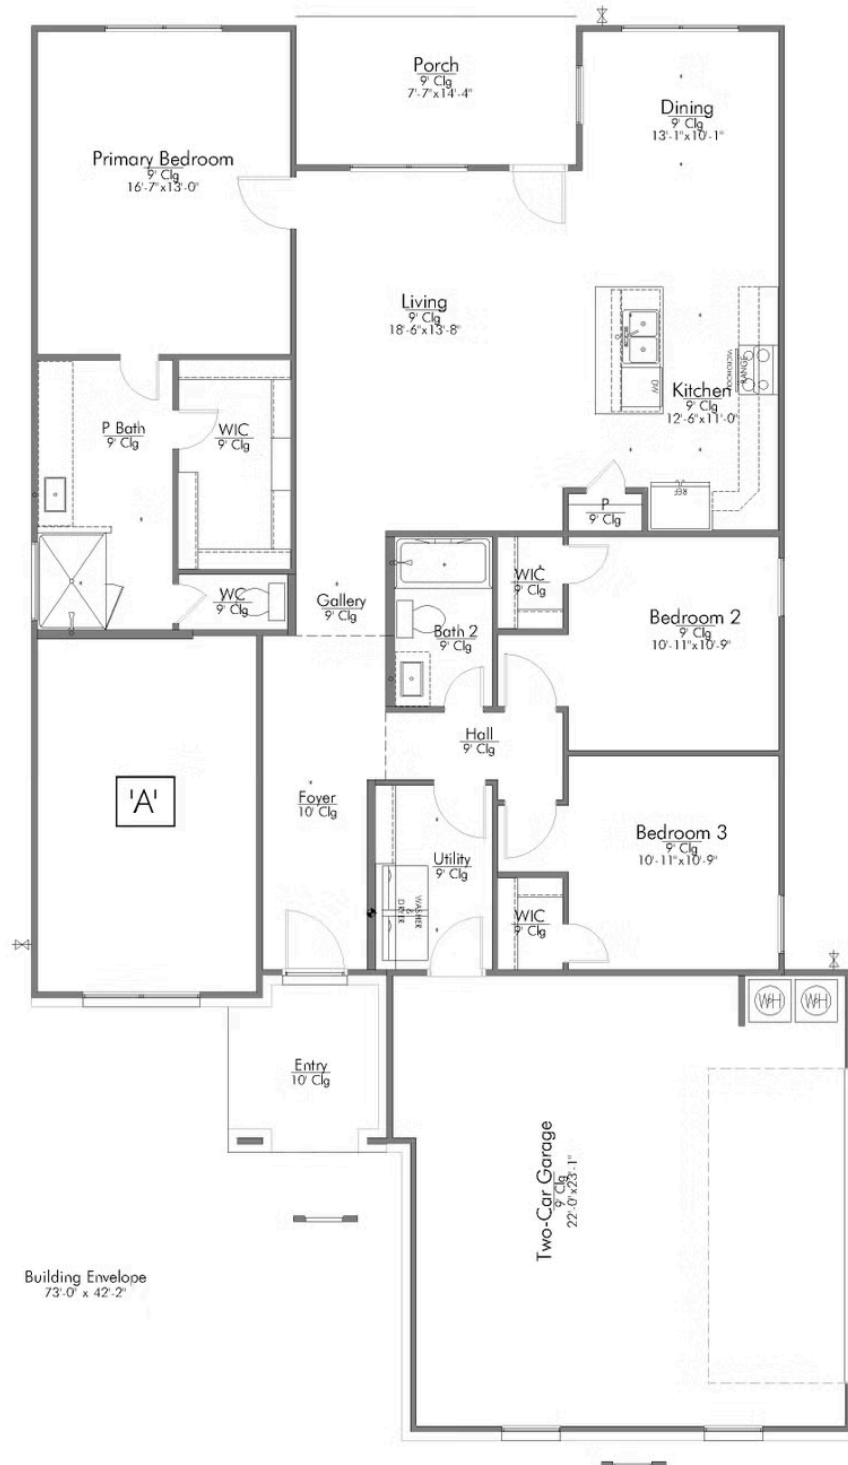 Porch
9' Clg
7'-7"x14'-4"
Dining
9' Clg
13'-1"x10'-1"
Primary Bedroom
9' Clg
16'-7"x13'-0"
Living
9' Clg
18'-6"x13'-8"
DW
Kitchen
9' Clg
12'-6"x11'-0"
RANGE
P Bath
9' Clg
WIC
9' Clg
P
9' Clg
REF
WC
9' Clg
Gallery
9' Clg
Bath 2
9' Clg
WIC
9' Clg
Bedroom 2
9' Clg
10'-11"x10'-9"
Hall
9' Clg
'A'
Foyer
10' Clg
Utility
9' Clg
WASHER
&
DRYER
Bedroom 3
9' Clg
10'-11"x10'-9"
WIC
9' Clg
WH
WH
Entry
10' Clg
Two-Car Garage
9' Clg
22'-0"x23'-1"
Building Envelope
73'-0" x 42'-2"